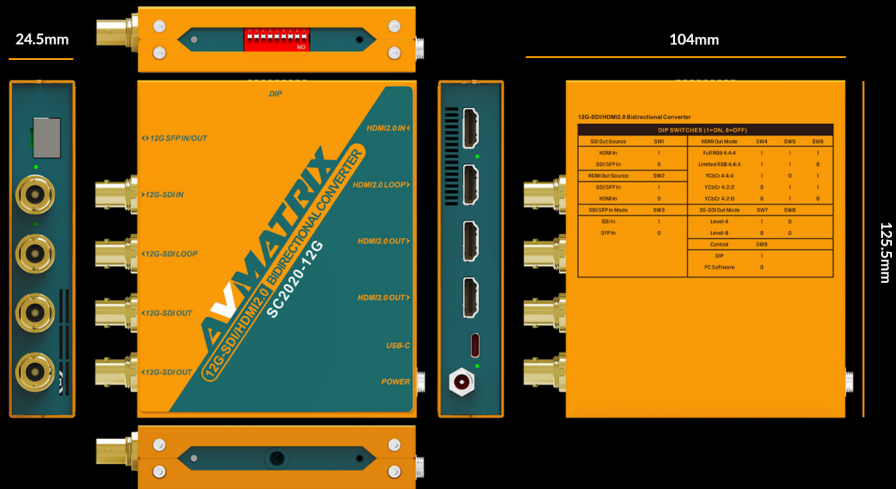 24.5mm
NO
104mm
DIP
12G SFP IN/OUT
HDMI2.0 IN
12G-SDI IN
HDMI2.0 LOOP
12G-SDI LOOP
HDMI2.0 OUT
12G-SDI OUT
HDMI2.0 OUT
12G-SDI OUT
USB-C
POWER
AVMATRIX
12G-SDI/HDMI2.0 BIDIRECTIONAL CONVERTER
SC2020-12G
12G-SDI/HDMI2.0 Bidirectional Converter
DIP SWITCHES (1=ON, 0=OFF)
SDI Out Source SW1 HDMI Out Mode SW4 SW5 SW6
HDMI In 1 Full RGB 4:4:4 1 1 1
SDI/SFP In 0 Limited RGB 4:4:4 1 1 0
HDMI Out Source SW2 YCbCr 4:4:4 1 0 1
SDI/SFP In 1 YCbCr 4:2:2 0 1 1
HDMI In 0 YCbCr 4:2:0 0 1 0
SDI/SFP In Mode SW3 3G-SDI Out Mode SW7 SW8
SDI In 1 Level-A 1 0
SFP In 0 Level-B 0 0
Control SW9
DIP 1
PC Software 0
125.5mm